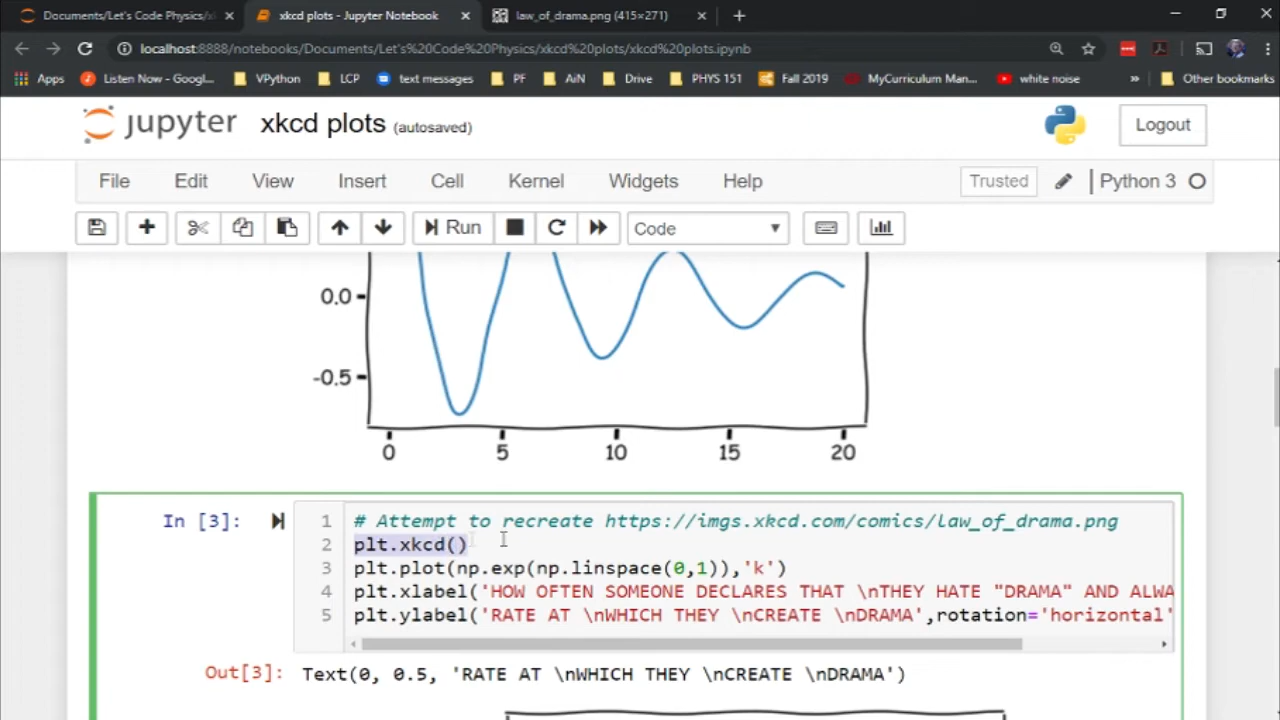 Documents/Let's Code Physics/x
xkcd plots - Jupyter Notebook
law_of_drama.png (415×271)
localhost:8888/notebooks/Documents/Let's%20Code%20Physics/xkcd%20plots/xkcd%20plots.ipynb
Apps Listen Now - Googl... VPython LCP text messages PF AiN Drive PHYS 151 Fall 2019 MyCurriculum Man... white noise » Other bookmarks
jupyter xkcd plots (autosaved) Logout
File Edit View Insert Cell Kernel Widgets Help Trusted Python 3
Run Code
0.0
-0.5
0 5 10 15 20
In [3]: 1 # Attempt to recreate https://imgs.xkcd.com/comics/law_of_drama.png
2 plt.xkcd()
3 plt.plot(np.exp(np.linspace(0,1)),'k')
4 plt.xlabel('HOW OFTEN SOMEONE DECLARES THAT \nTHEY HATE "DRAMA" AND ALWA
5 plt.ylabel('RATE AT \nWHICH THEY \nCREATE \nDRAMA',rotation='horizontal'
Out[3]: Text(0, 0.5, 'RATE AT \nWHICH THEY \nCREATE \nDRAMA')